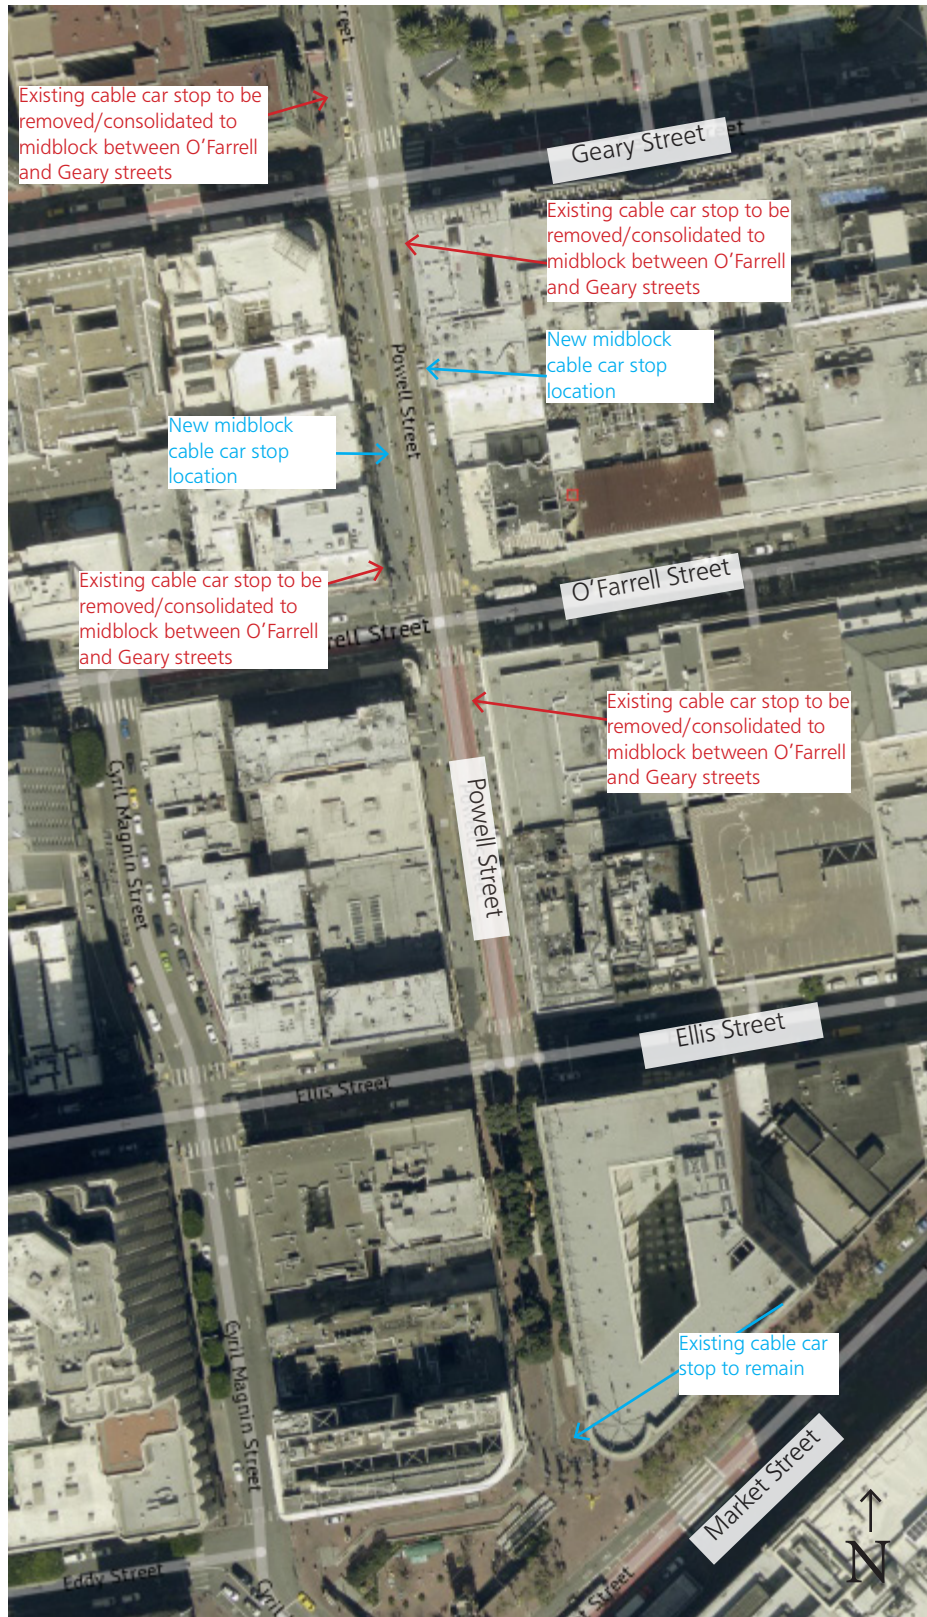 Street
Existing cable car stop to be
removed/consolidated to
midblock between O'Farrell
and Geary streets
Geary Street
Existing cable car stop to be
removed/consolidated to
midblock between O'Farrell
and Geary streets
New midblock
cable car stop
location
Powell Street
New midblock
cable car stop
location
Existing cable car stop to be
removed/consolidated to
midblock between O'Farrell
and Geary streets
O'Farrell Street
rell Street
Existing cable car stop to be
removed/consolidated to
midblock between O'Farrell
and Geary streets
Powell Street
Cyril Magnin Street
Ellis Street
Ellis Street
Existing cable car
stop to remain
Cyril Magnin Street
Market Street
N
Eddy Street
t Street
Cyril